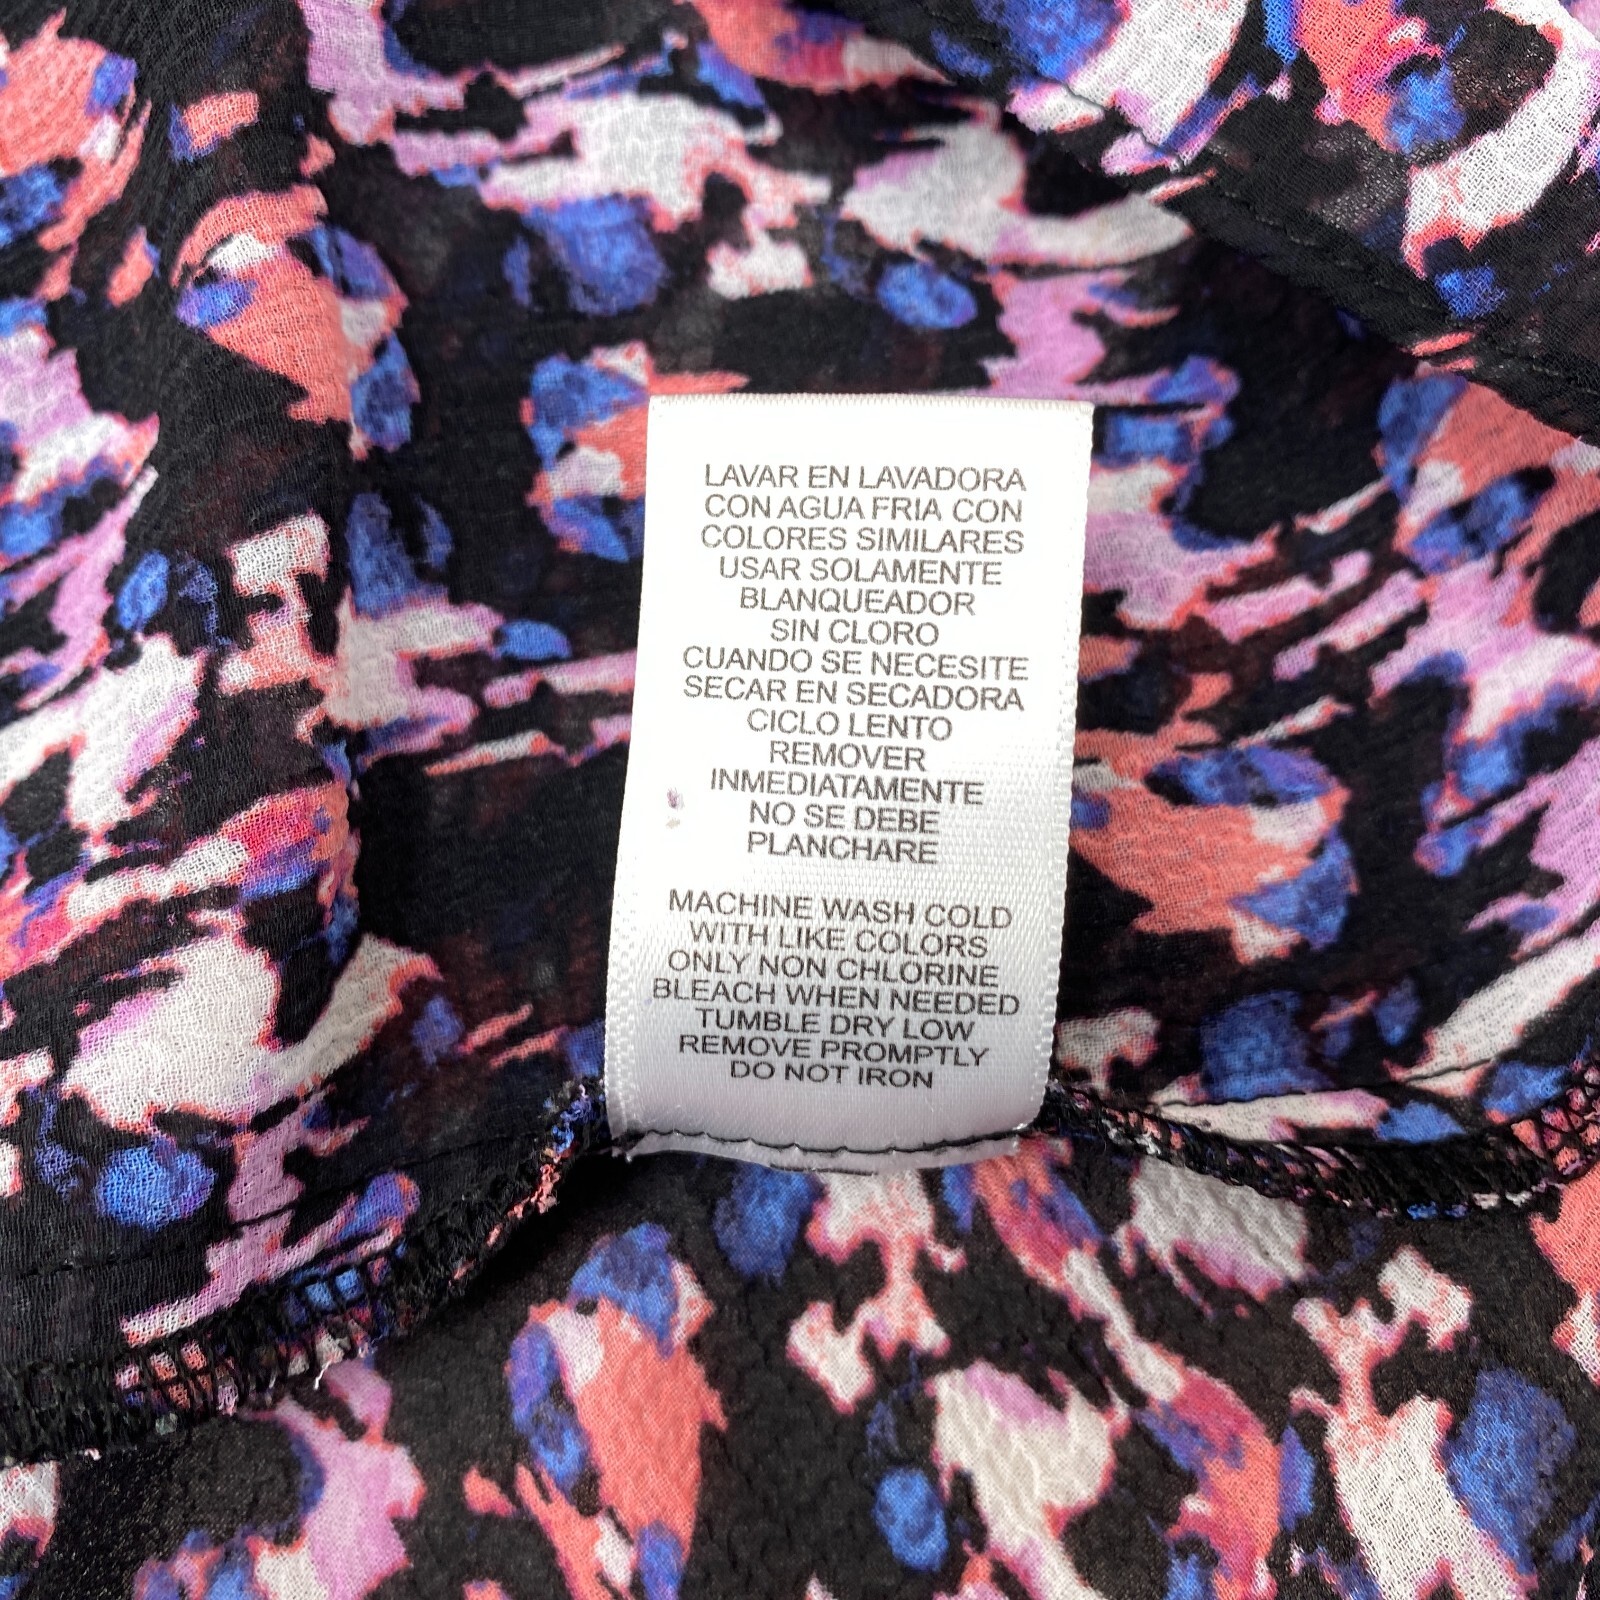 LAVAR EN LAVADORA
CON AGUA FRIA CON
COLORES SIMILARES
USAR SOLAMENTE
BLANQUEADOR
SIN CLORO
CUANDO SE NECESITE
SECAR EN SECADORA
CICLO LENTO
REMOVER
INMEDIATAMENTE
NO SE DEBE
PLANCHARE
MACHINE WASH COLD
WITH LIKE COLORS
ONLY NON CHLORINE
BLEACH WHEN NEEDED
TUMBLE DRY LOW
REMOVE PROMPTLY
DO NOT IRON